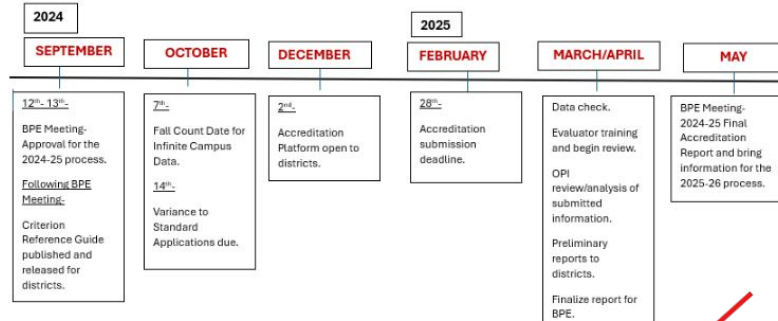 2024
2025
SEPTEMBER
OCTOBER
DECEMBER
FEBRUARY
MARCH/APRIL
MAY
12th- 13th-
BPE Meeting-
Approval for the
2024-25 process.
Following BPE
Meeting-
Criterion
Reference Guide
published and
released for
districts.
7th-
Fall Count Date for
Infinite Campus
Data.
14th-
Variance to
Standard
Applications due.
2nd-
Accreditation
Platform open to
districts.
28th-
Accreditation
submission
deadline.
Data check.
Evaluator training
and begin review.
OPI
review/analysis of
submitted
information.
Preliminary
reports to
districts.
Finalize report for
BPE.
BPE Meeting-
2024-25 Final
Accreditation
Report and bring
information for the
2025-26 process.